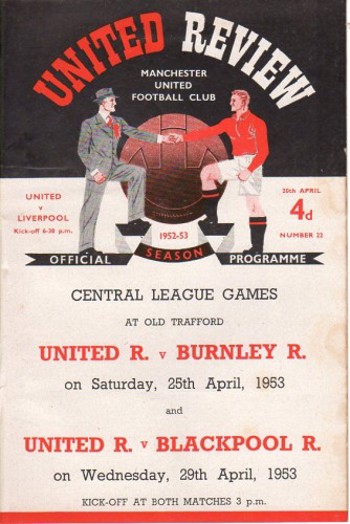 UNITED REVIEW
MANCHESTER
UNITED
FOOTBALL CLUB
UNITED
v
LIVERPOOL
Kick-off 6-30 p.m.
20th APRIL
4d
NUMBER 22
1952-53
OFFICIAL SEASON PROGRAMME
CENTRAL LEAGUE GAMES
AT OLD TRAFFORD
UNITED R. v BURNLEY R.
on Saturday, 25th April, 1953
and
UNITED R. v BLACKPOOL R.
on Wednesday, 29th April, 1953
KICK-OFF AT BOTH MATCHES 3 p.m.